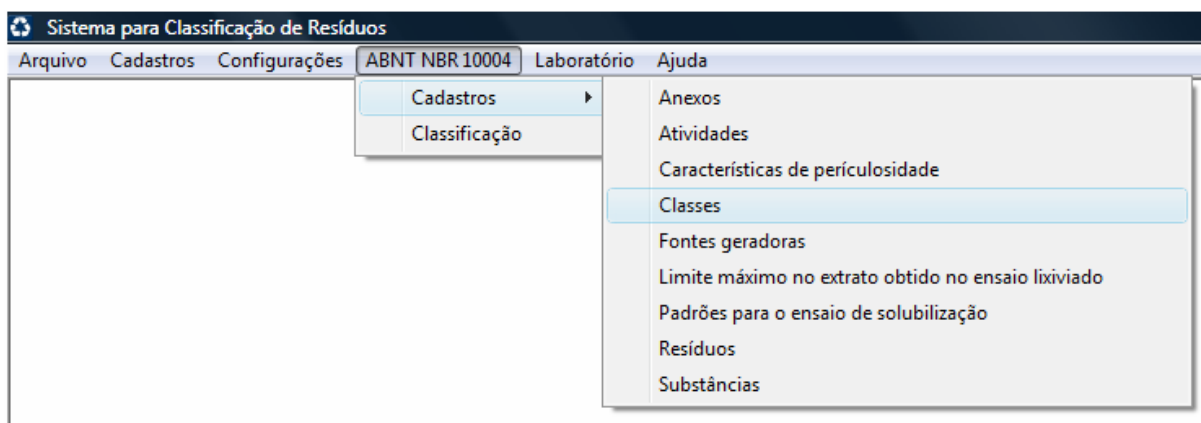 Sistema para Classificação de Resíduos
Arquivo Cadastros Configurações ABNT NBR 10004 Laboratório Ajuda
Cadastros
Classificação
Anexos
Atividades
Características de perículosidade
Classes
Fontes geradoras
Limite máximo no extrato obtido no ensaio lixiviado
Padrões para o ensaio de solubilização
Resíduos
Substâncias